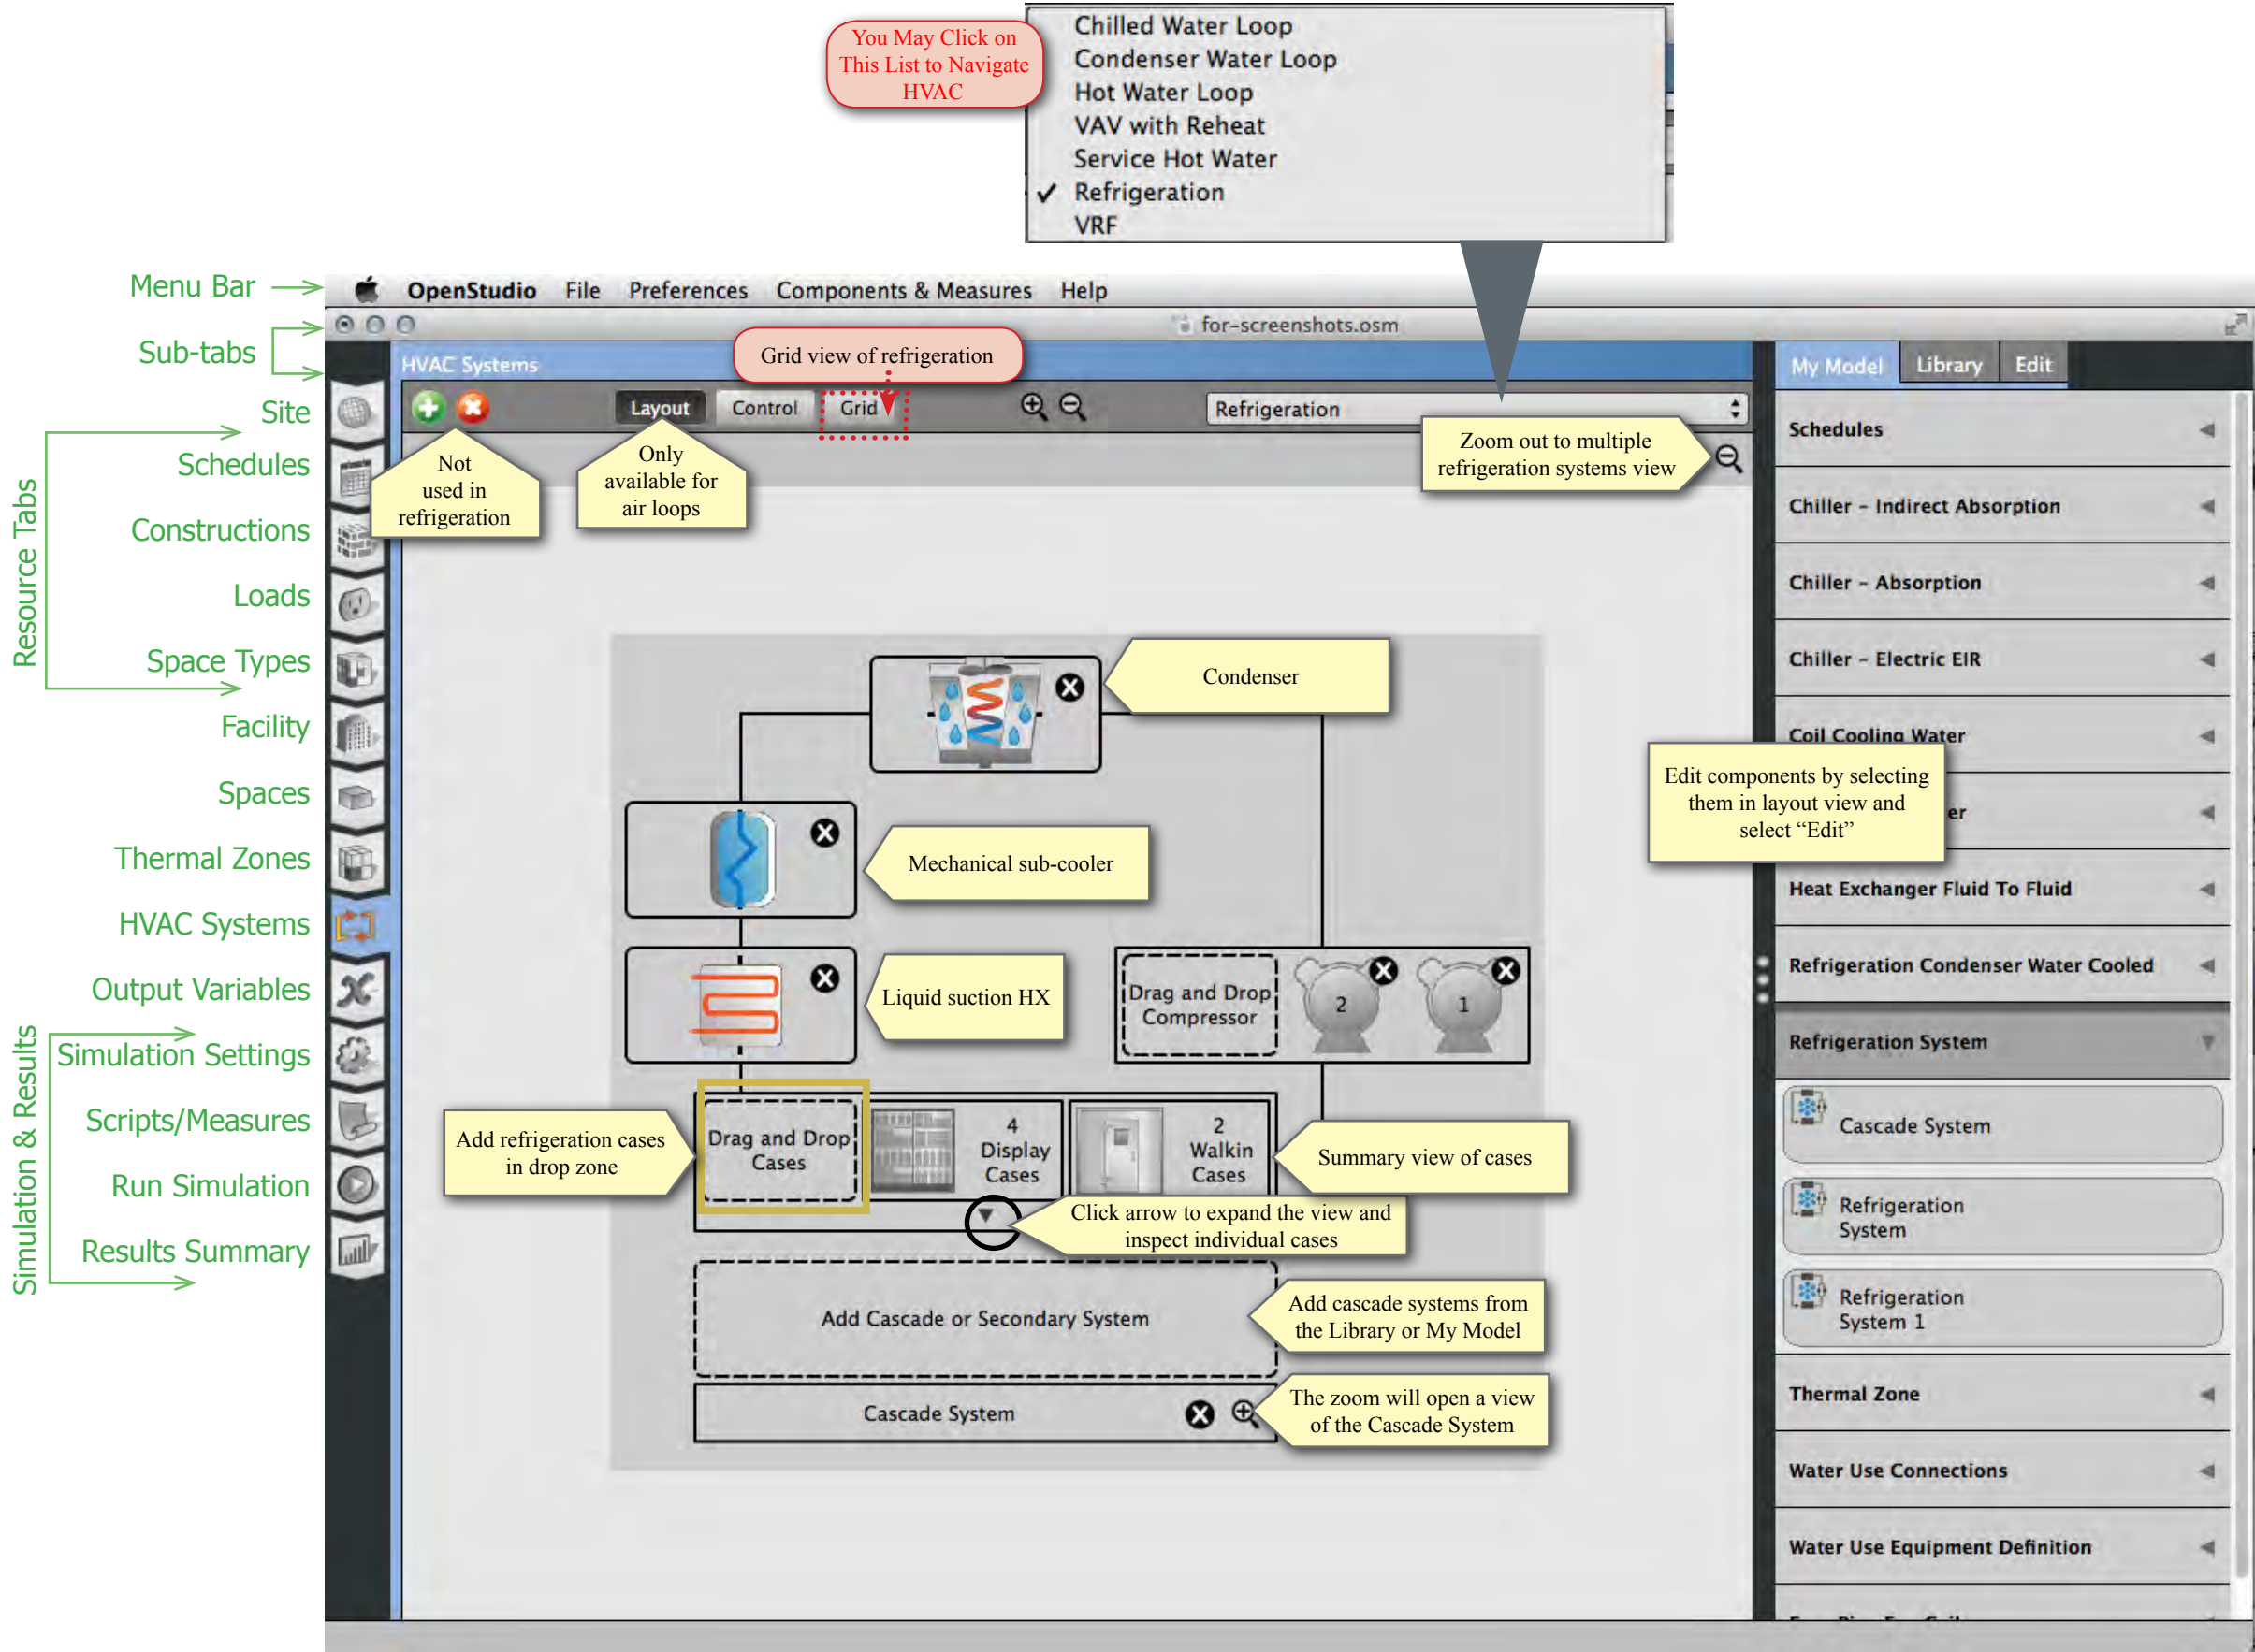 Chilled Water Loop
Condenser Water Loop
Hot Water Loop
VAV with Reheat
Service Hot Water
✓ Refrigeration
VRF
You May Click on
This List to Navigate
HVAC
Menu Bar
OpenStudio File Preferences Components & Measures Help
for-screenshots.osm
Sub-tabs
HVAC Systems
Grid view of refrigeration
My Model Library Edit
Layout Control Grid
Refrigeration
Not
used in
refrigeration
Only
available for
air loops
Zoom out to multiple
refrigeration systems view
Resource Tabs
Site
Schedules
Constructions
Loads
Space Types
Facility
Spaces
Thermal Zones
HVAC Systems
Output Variables
Simulation & Results
Simulation Settings
Scripts/Measures
Run Simulation
Results Summary
Condenser
Mechanical sub-cooler
Liquid suction HX
Drag and Drop
Compressor
2
1
Add refrigeration cases
in drop zone
Drag and Drop
Cases
4
Display
Cases
2
Walkin
Cases
Summary view of cases
Click arrow to expand the view and
inspect individual cases
Add Cascade or Secondary System
Add cascade systems from
the Library or My Model
Cascade System
The zoom will open a view
of the Cascade System
Edit components by selecting
them in layout view and
select “Edit”
Schedules
Chiller - Indirect Absorption
Chiller - Absorption
Chiller - Electric EIR
Coil Cooling Water
er
Heat Exchanger Fluid To Fluid
Refrigeration Condenser Water Cooled
Refrigeration System
Cascade System
Refrigeration
System
Refrigeration
System 1
Thermal Zone
Water Use Connections
Water Use Equipment Definition